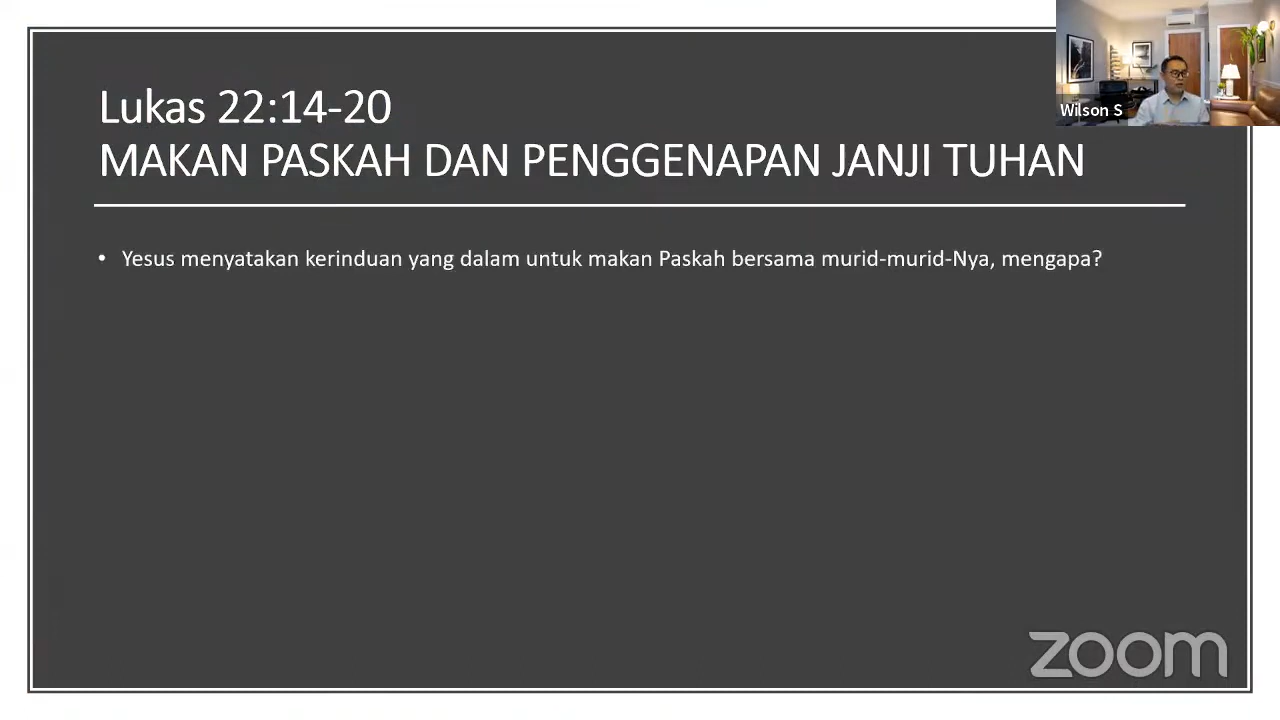 Lukas 22:14-20
MAKAN PASKAH DAN PENGGENAPAN JANJI TUHAN
• Yesus menyatakan kerinduan yang dalam untuk makan Paskah bersama murid-murid-Nya, mengapa?
Wilson S
zoom